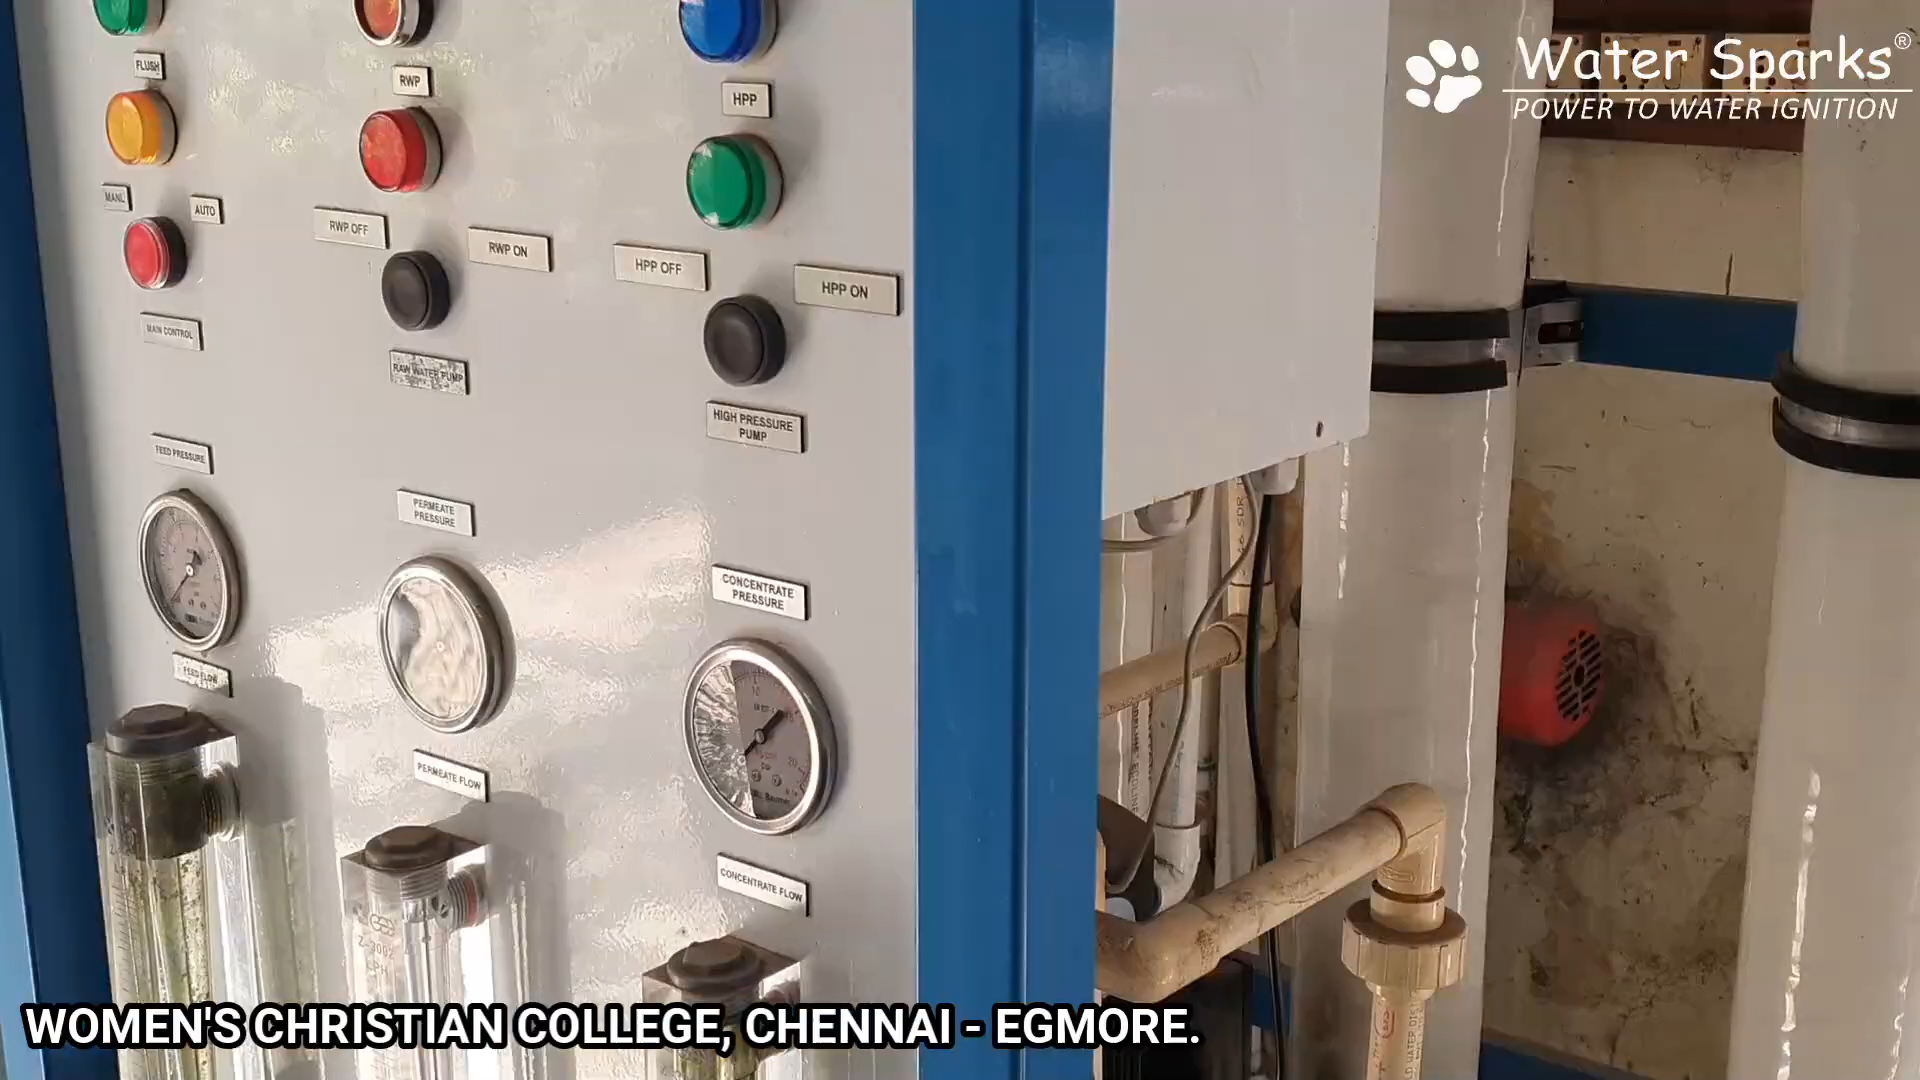 Water Sparks®
POWER TO WATER IGNITION
FLUSH
RWP
HPP
MANL
AUTO
RWP OFF
RWP ON
HPP OFF
HPP ON
MAIN CONTROL
RAW WATER PUMP
HIGH PRESSURE
PUMP
FEED PRESSURE
PERMEATE
PRESSURE
CONCENTRATE
PRESSURE
FEED FLOW
PERMEATE FLOW
CONCENTRATE FLOW
WOMEN'S CHRISTIAN COLLEGE, CHENNAI - EGMORE.